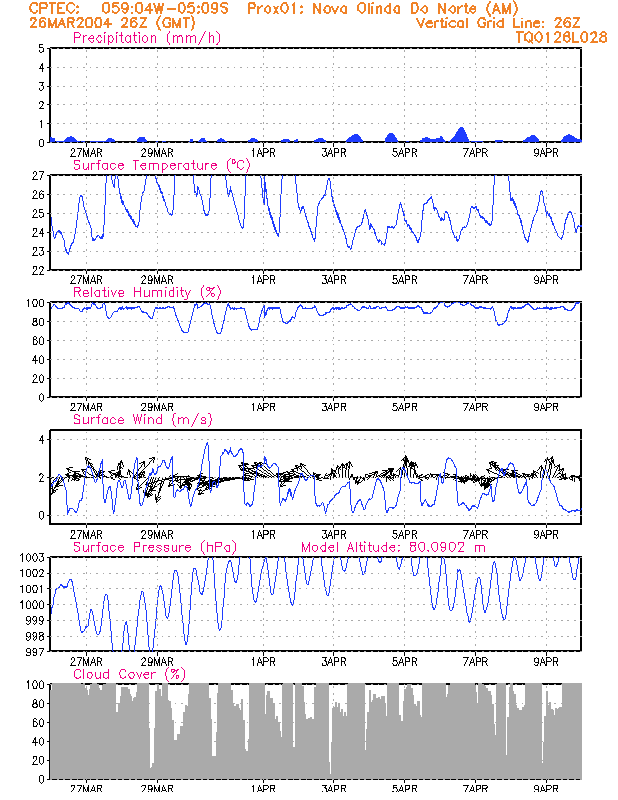 CPTEC: 059:04W-05:09S Prox01: Nova Olinda Do Norte (AM)
26MAR2004 26Z (GMT) Vertical Grid Line: 26Z
Precipitation (mm/h) TQ0126L028
5
4
3
2
1
0
27MAR 29MAR 1APR 3APR 5APR 7APR 9APR
Surface Temperature (ºC)
27
26
25
24
23
22
27MAR 29MAR 1APR 3APR 5APR 7APR 9APR
Relative Humidity (%)
100
80
60
40
20
0
27MAR 29MAR 1APR 3APR 5APR 7APR 9APR
Surface Wind (m/s)
4
2
0
27MAR 29MAR 1APR 3APR 5APR 7APR 9APR
Surface Pressure (hPa) Model Altitude: 80.0902 m
1003
1002
1001
1000
999
998
997
27MAR 29MAR 1APR 3APR 5APR 7APR 9APR
Cloud Cover (%)
100
80
60
40
20
0
27MAR 29MAR 1APR 3APR 5APR 7APR 9APR